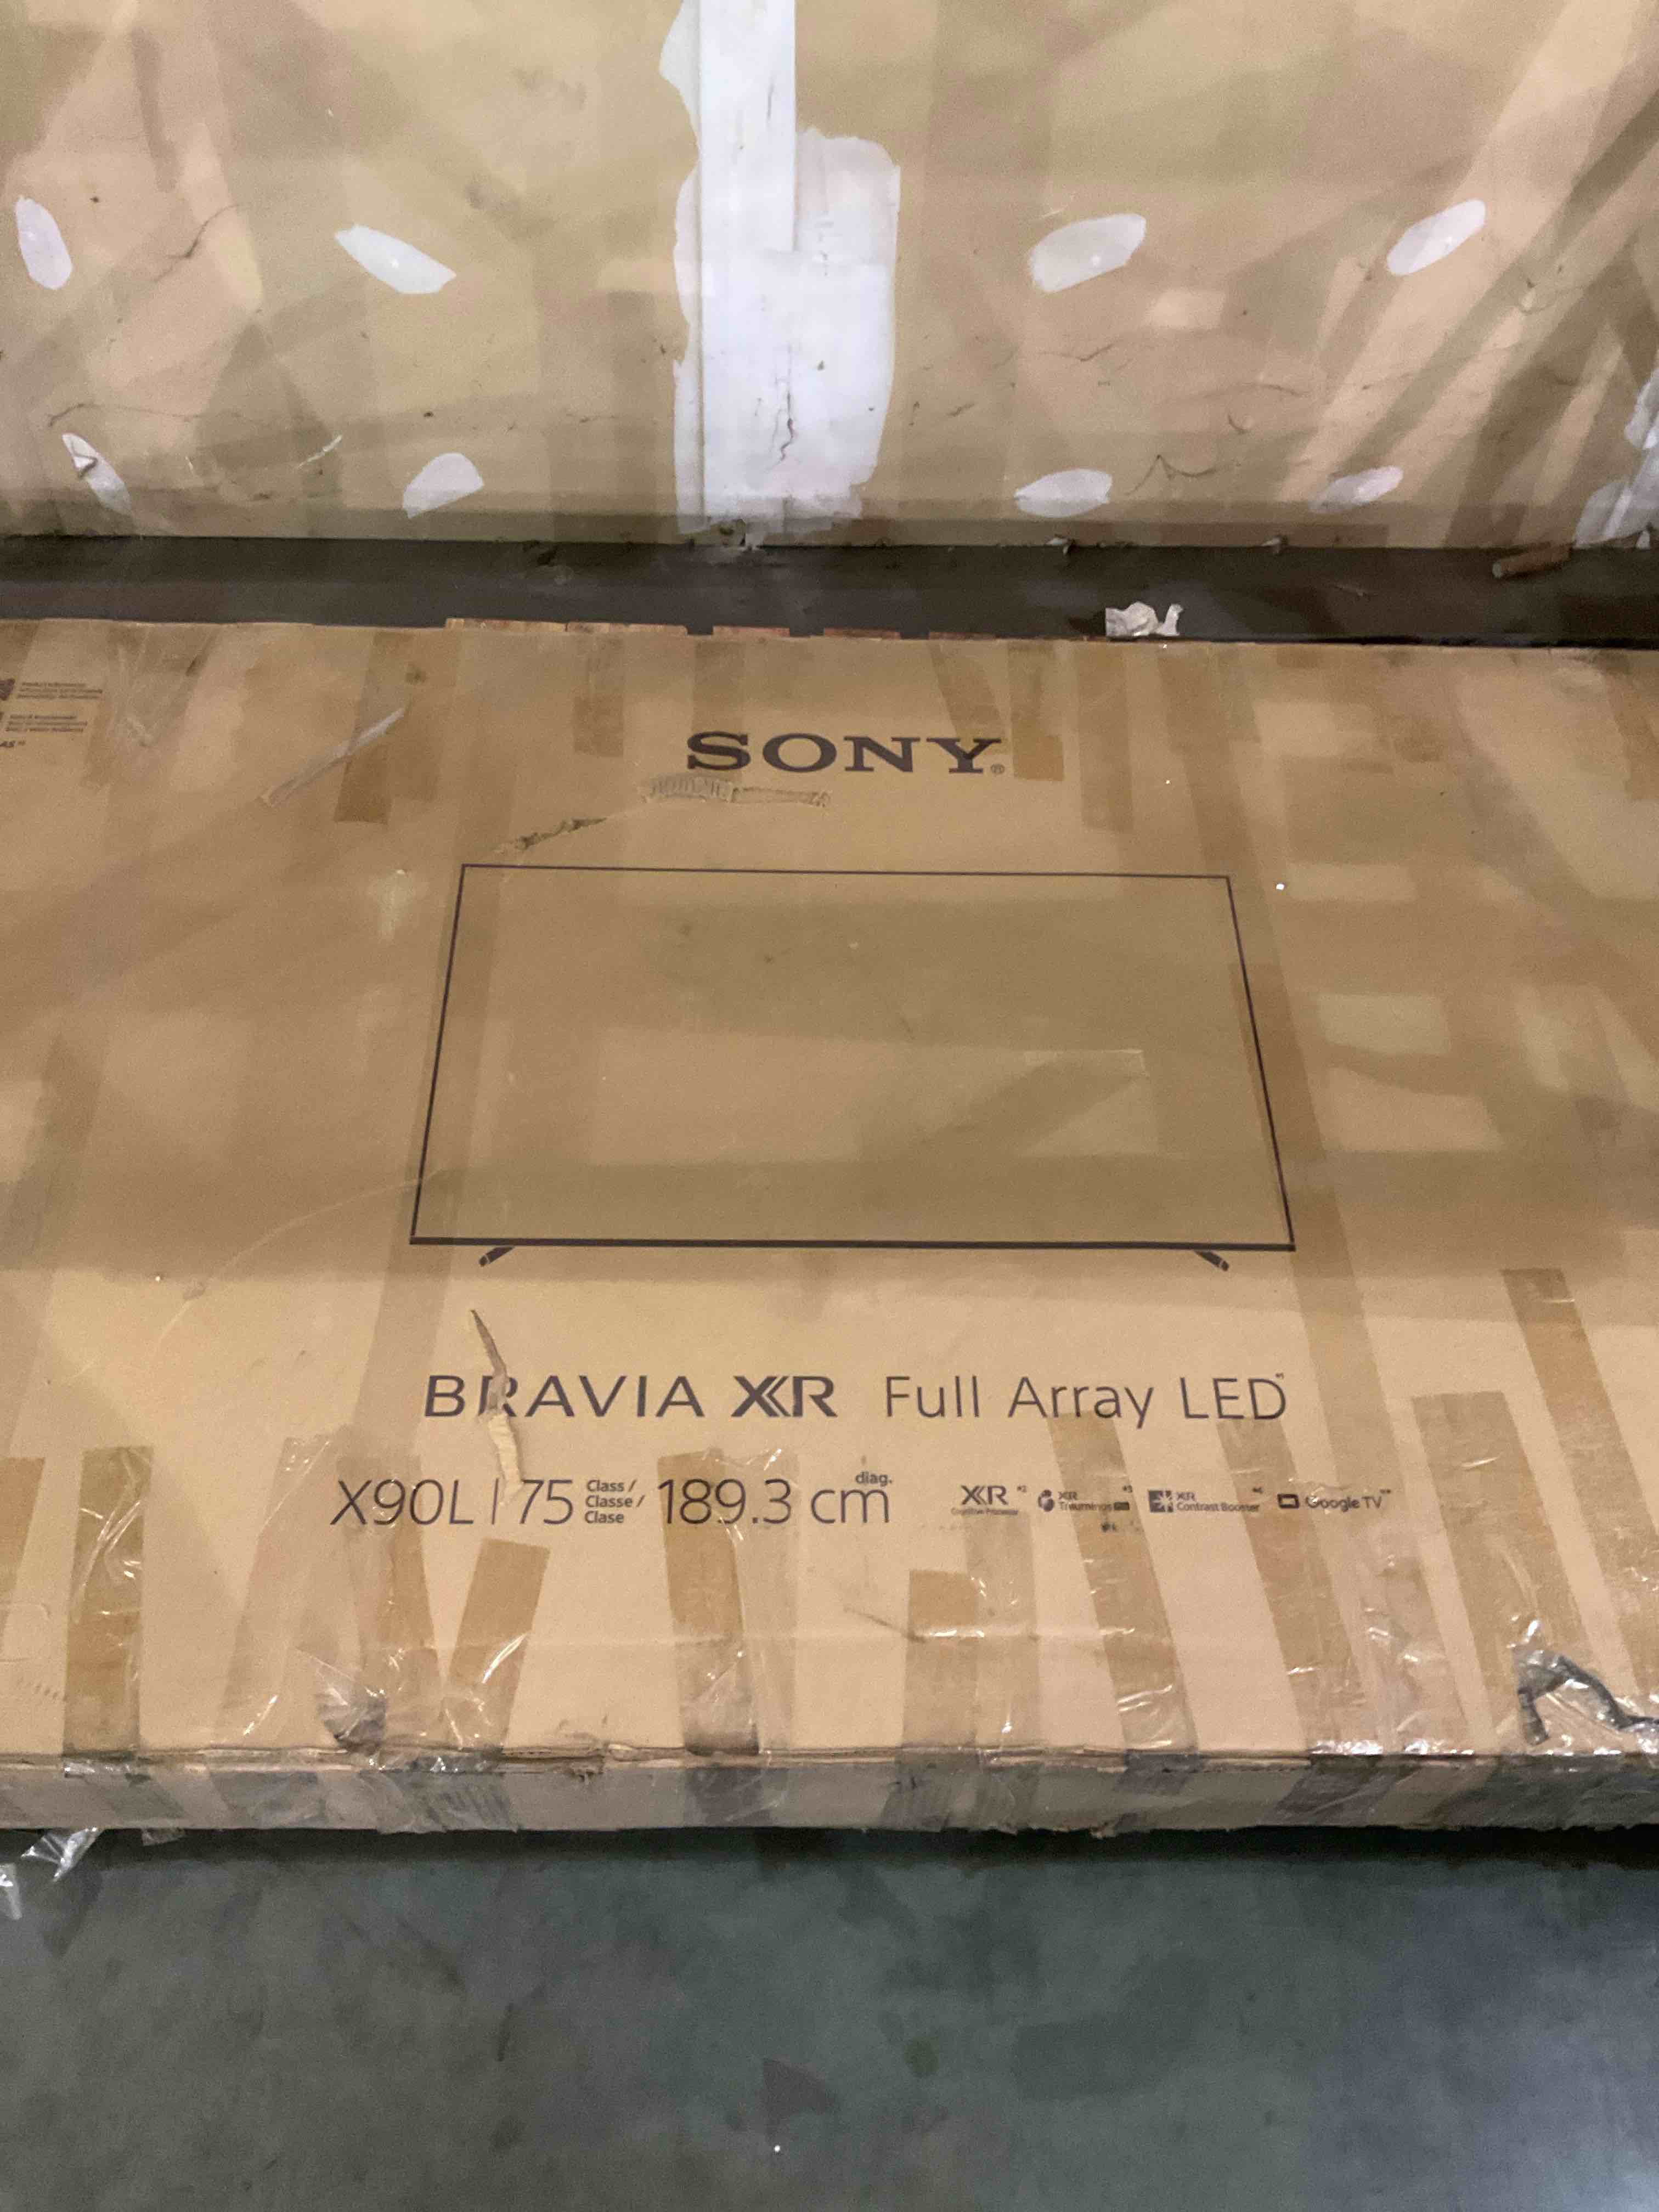 SONY®
BRAVIA XR Full Array LED
X90L | 75 Class / Classe / Clase 189.3 cm diag.
XR
XR Triluminos
XR Contrast Booster
Google TV